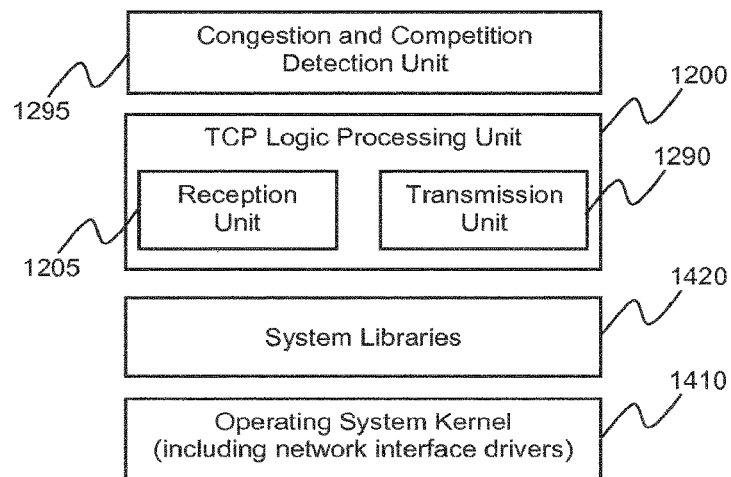 Congestion and Competition
Detection Unit
1295
1200
TCP Logic Processing Unit
1290
Reception
Unit
Transmission
Unit
1205
1420
System Libraries
1410
Operating System Kernel
(including network interface drivers)